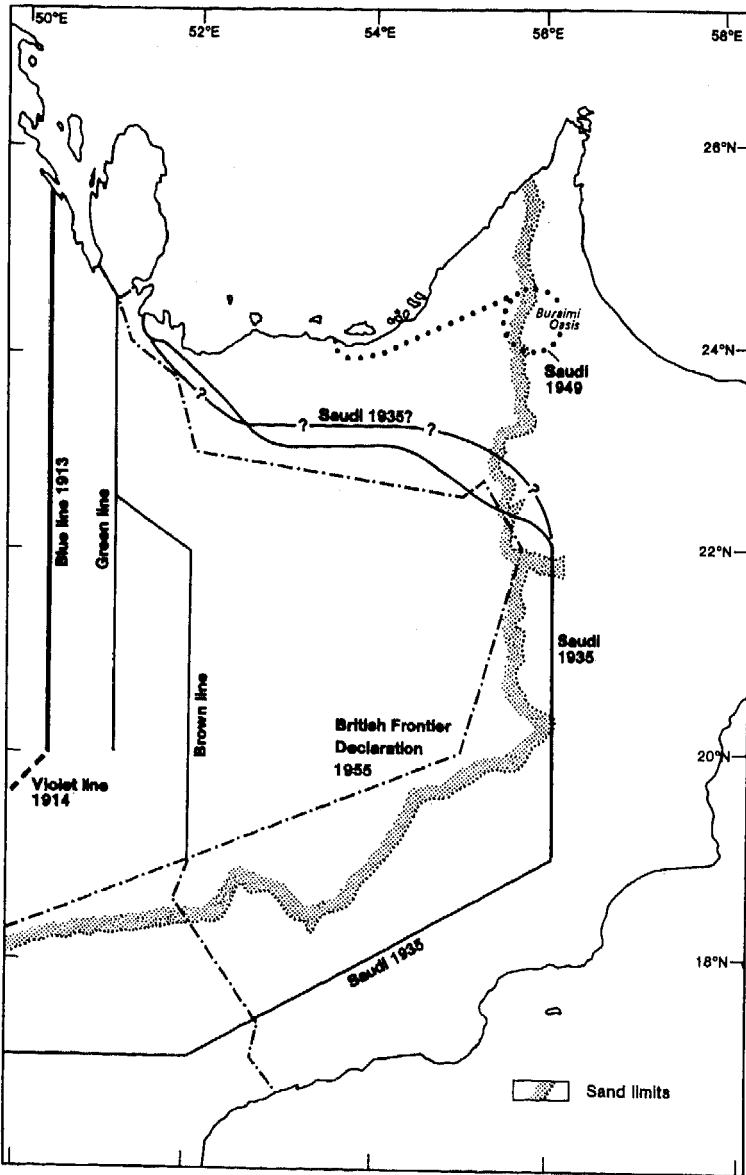 50°E
52°E
54°E
56°E
58°E
26°N
Buraimi
Oasis
24°N
Saudi
1949
Saudi 1935?
?
?
?
?
Blue line 1913
Green line
22°N
Saudi
1935
Brown line
British Frontier
Declaration
1955
20°N
Violet line
1914
18°N
Saudi 1935
Sand limits